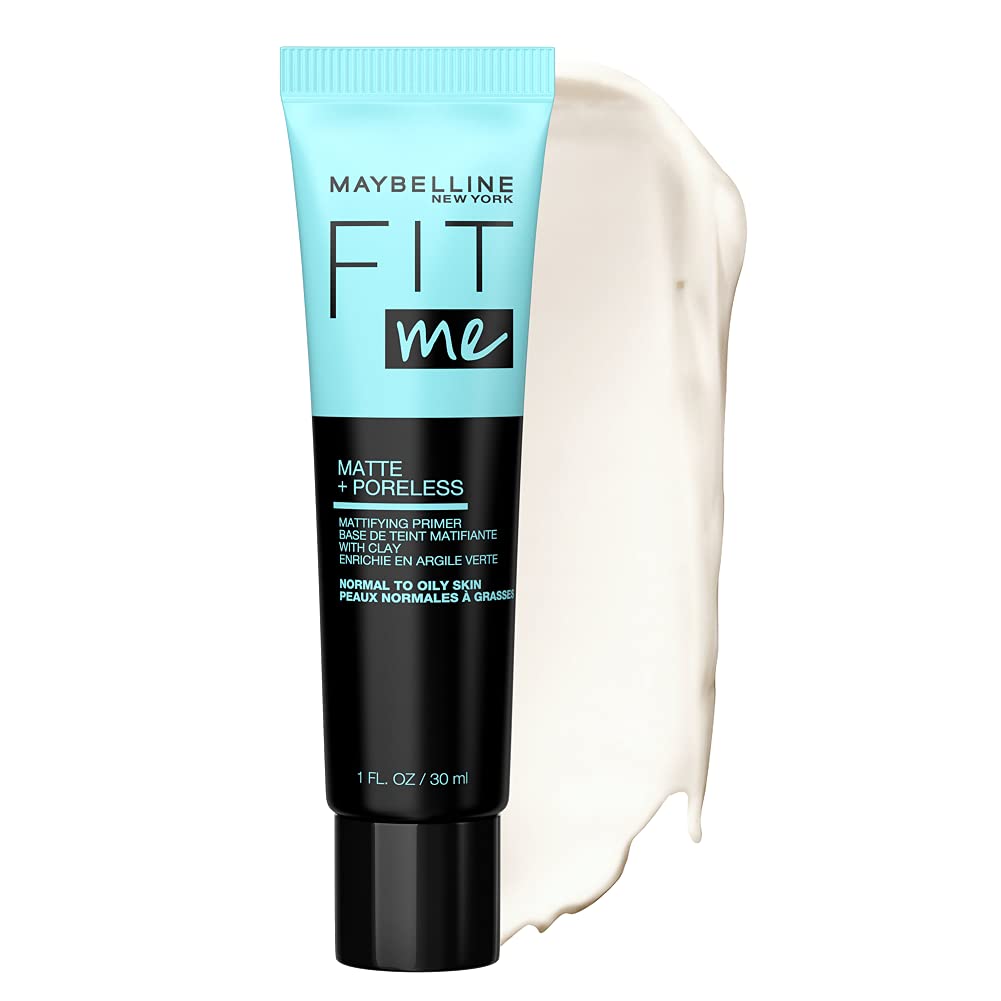 MAYBELLINE
NEW YORK
FIT
me
MATTE
+ PORELESS
MATTIFYING PRIMER
BASE DE TEINT MATIFIANTE
WITH CLAY
ENRICHIE EN ARGILE VERTE
NORMAL TO OILY SKIN
PEAUX NORMALES À GRASSES
1 FL. OZ / 30 ml